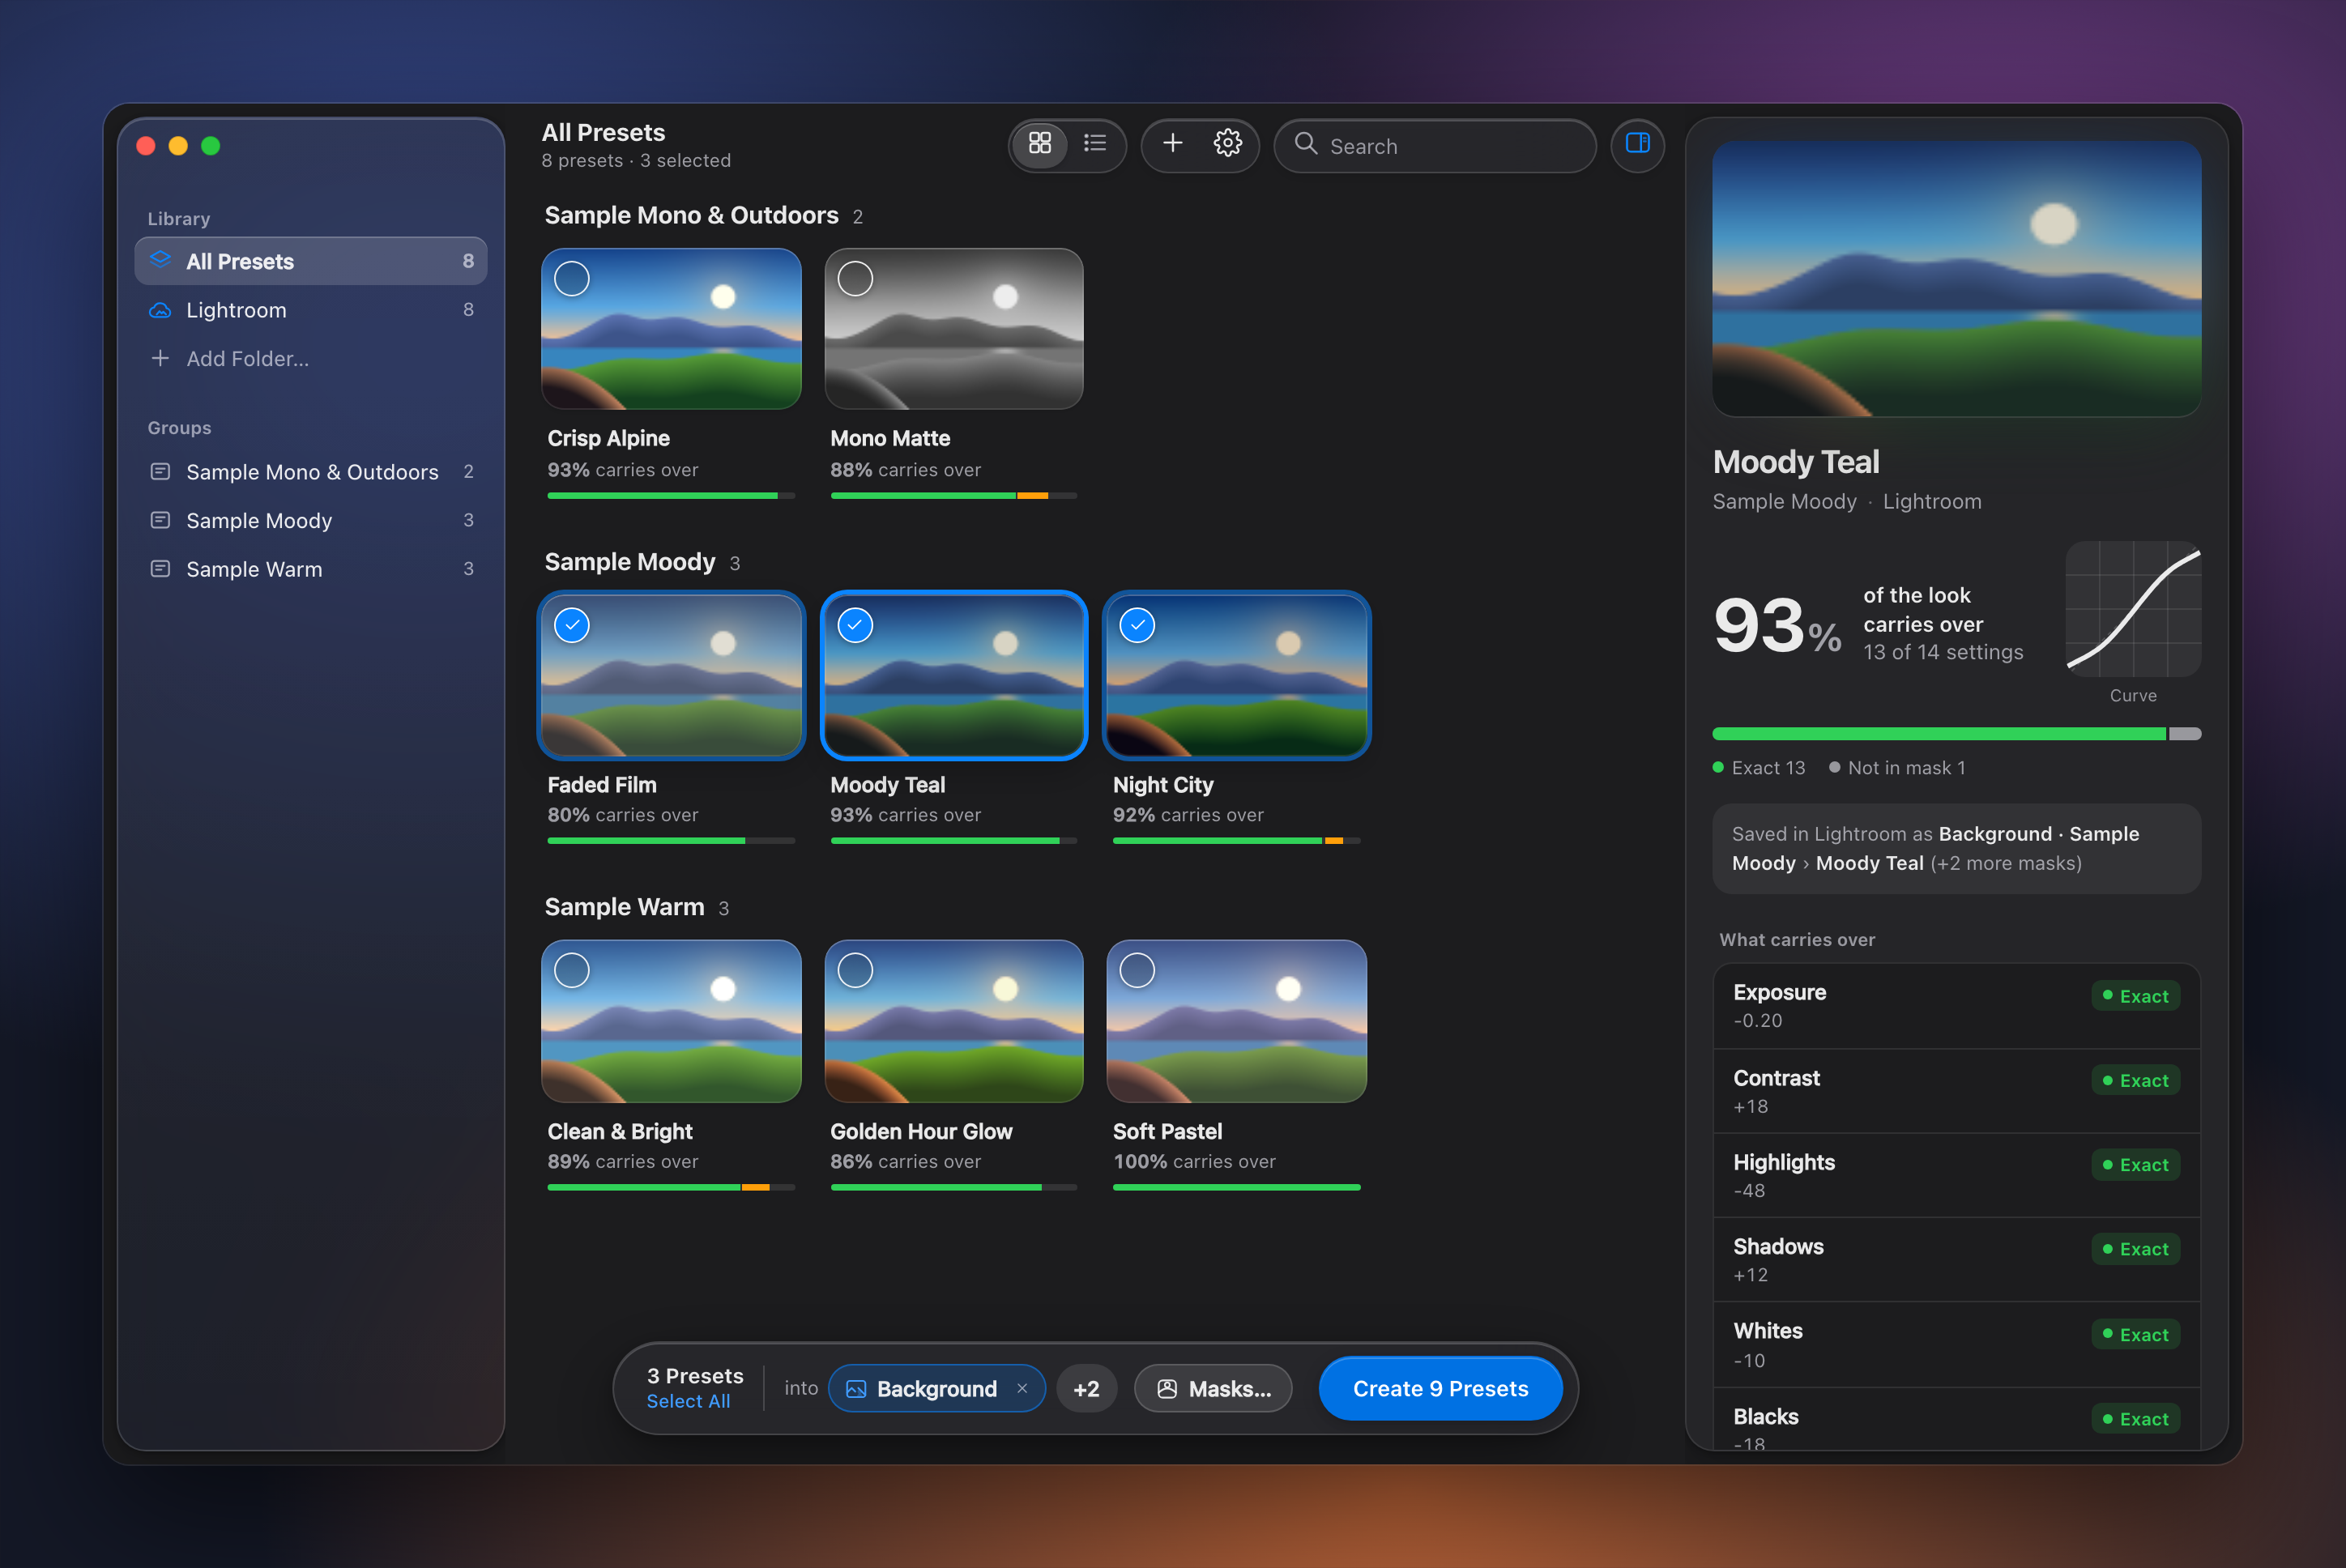 Library
All Presets 8
Lightroom 8
Add Folder...
Groups
Sample Mono & Outdoors 2
Sample Moody 3
Sample Warm 3
All Presets
8 presets · 3 selected
Search
Sample Mono & Outdoors 2
Crisp Alpine
93% carries over
Mono Matte
88% carries over
Sample Moody 3
Faded Film
80% carries over
Moody Teal
93% carries over
Night City
92% carries over
Sample Warm 3
Clean & Bright
89% carries over
Golden Hour Glow
86% carries over
Soft Pastel
100% carries over
3 Presets
Select All
into
Background ×
+2
Masks...
Create 9 Presets
Moody Teal
Sample Moody · Lightroom
93%
of the look
carries over
13 of 14 settings
Curve
Exact 13
Not in mask 1
Saved in Lightroom as Background · Sample
Moody › Moody Teal (+2 more masks)
What carries over
Exposure
-0.20
Exact
Contrast
+18
Exact
Highlights
-48
Exact
Shadows
+12
Exact
Whites
-10
Exact
Blacks
-18
Exact